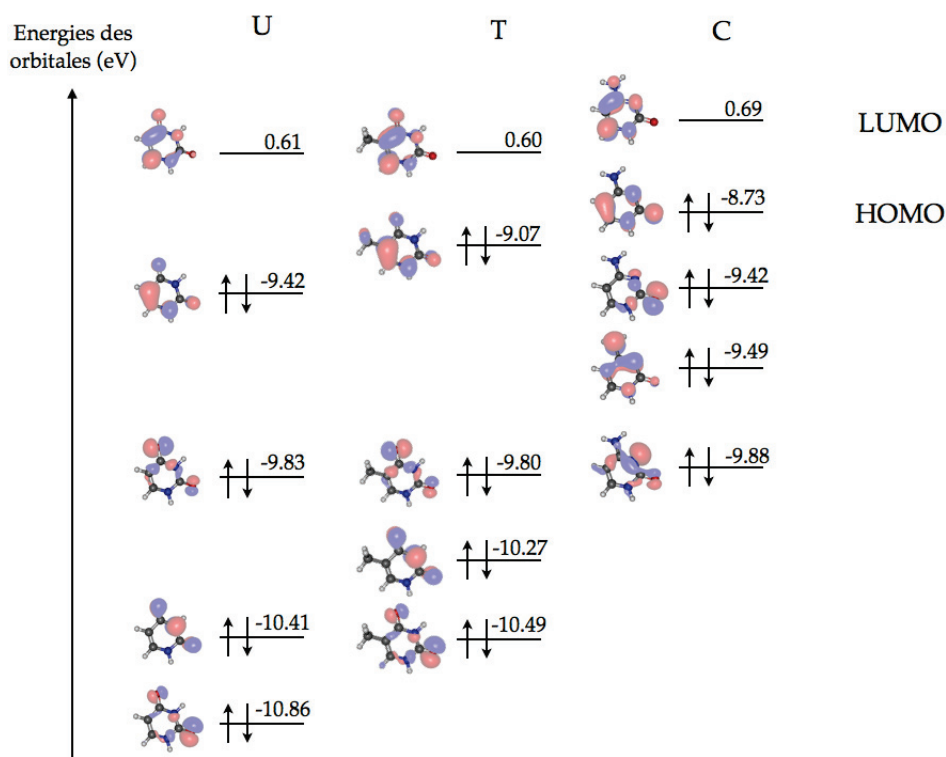 Energies des
orbitales (eV)
U
T
C
0.61
0.60
0.69
LUMO
-8.73
HOMO
-9.07
-9.42
-9.42
-9.49
-9.83
-9.80
-9.88
-10.27
-10.41
-10.49
-10.86